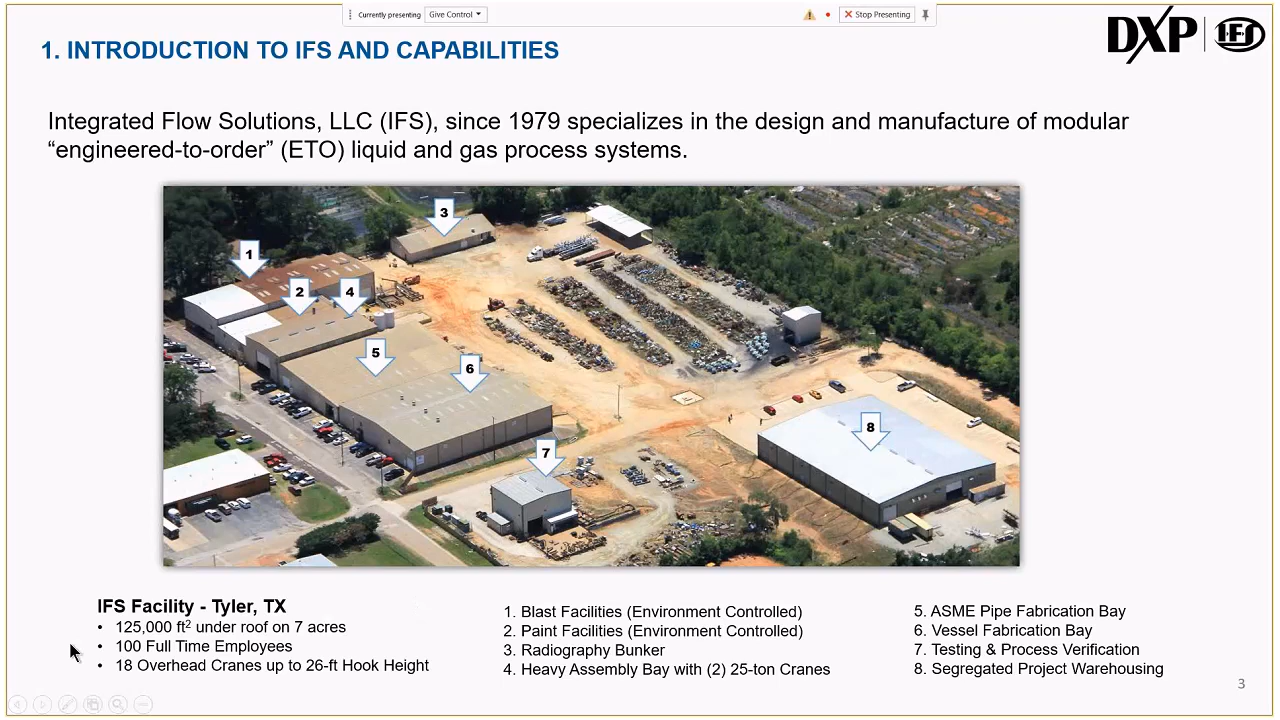 Currently presenting Give Control Stop Presenting
1. INTRODUCTION TO IFS AND CAPABILITIES
DXP IFS
Integrated Flow Solutions, LLC (IFS), since 1979 specializes in the design and manufacture of modular
“engineered-to-order” (ETO) liquid and gas process systems.
3
1
2
4
5
6
8
7
IFS Facility - Tyler, TX
• 125,000 ft² under roof on 7 acres
• 100 Full Time Employees
• 18 Overhead Cranes up to 26-ft Hook Height
1. Blast Facilities (Environment Controlled)
2. Paint Facilities (Environment Controlled)
3. Radiography Bunker
4. Heavy Assembly Bay with (2) 25-ton Cranes
5. ASME Pipe Fabrication Bay
6. Vessel Fabrication Bay
7. Testing & Process Verification
8. Segregated Project Warehousing
3